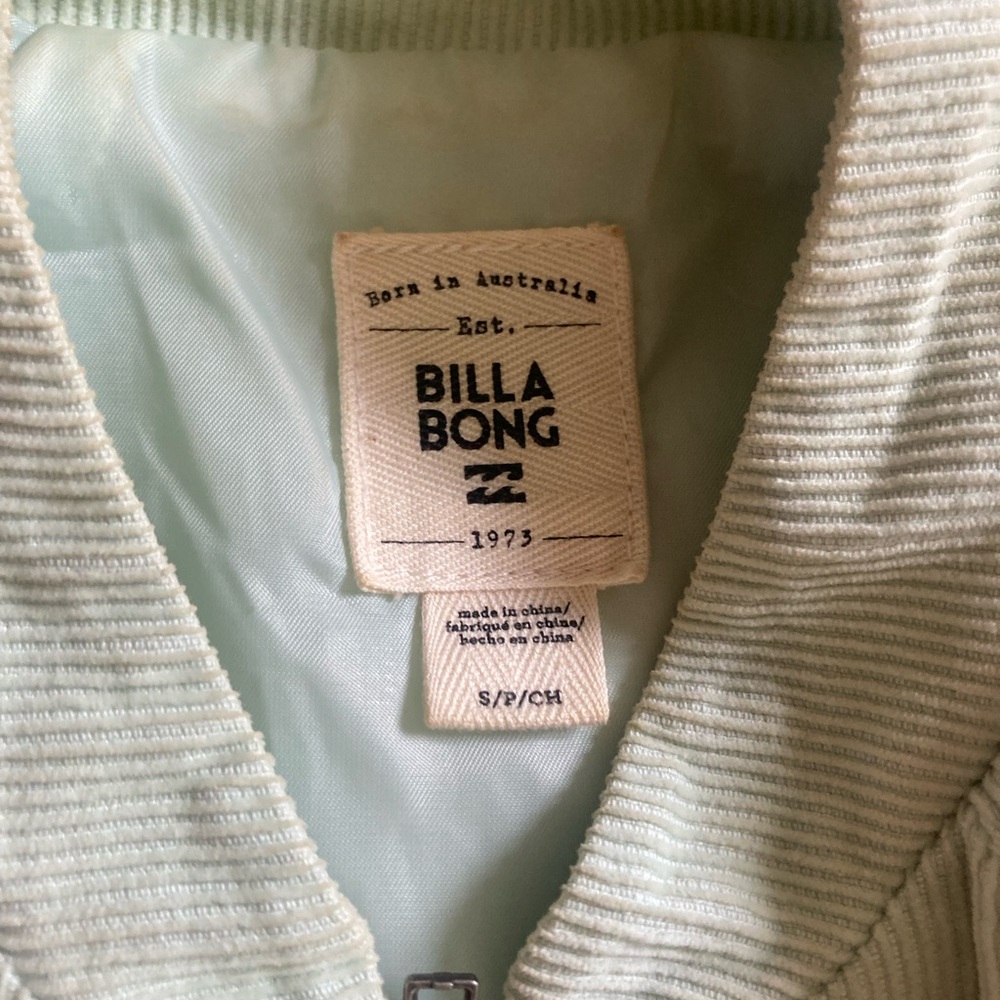 Born in Australia
Est.
BILLA
BONG
1973
made in china/
fabriqué en chine/
hecho en china
S/P/CH